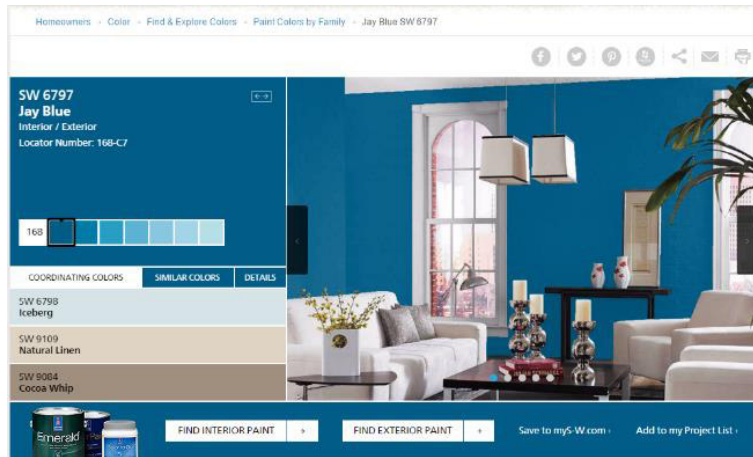 Homeowners - Color - Find & Explore Colors - Paint Colors by Family - Jay Blue SW 6797
SW 6797
Jay Blue
Interior / Exterior
Locator Number: 168-C7
168
COORDINATING COLORS SIMILAR COLORS DETAILS
SW 6798
Iceberg
SW 9109
Natural Linen
SW 9084
Cocoa Whip
Emerald
FIND INTERIOR PAINT
FIND EXTERIOR PAINT
Save to myS-W.com
Add to my Project List